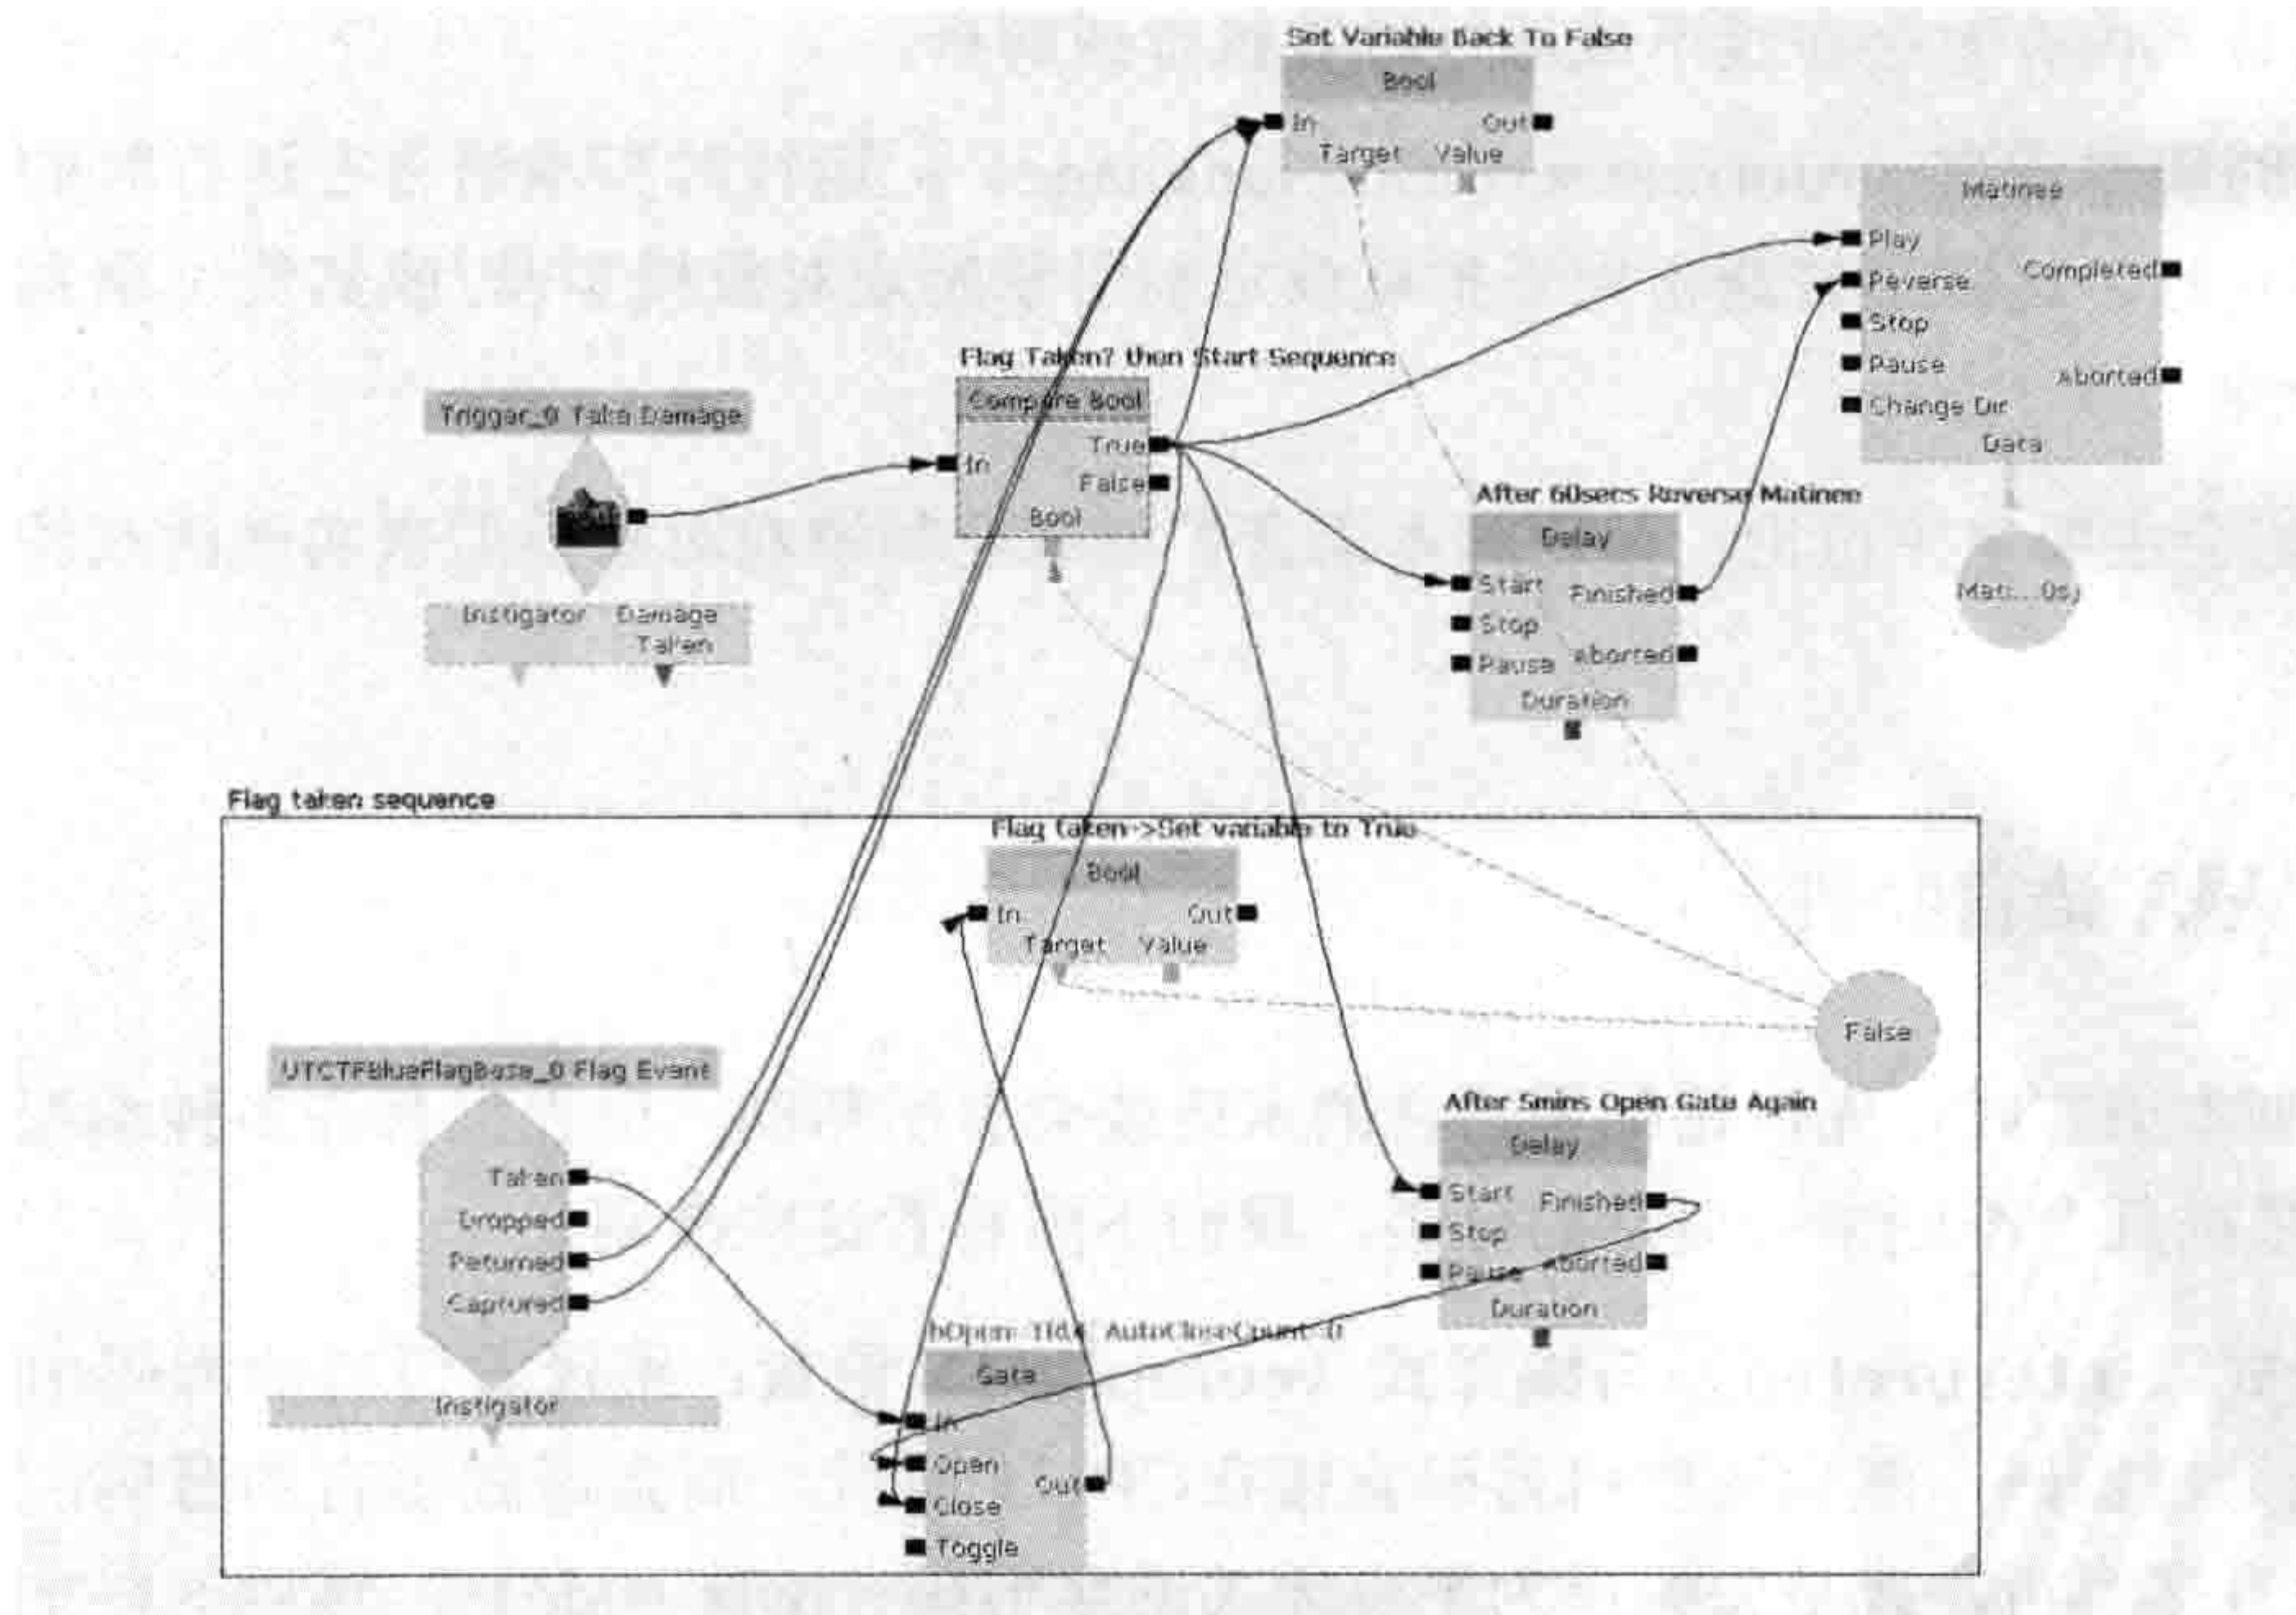 Set Variable Back To False
Bool
In Out
Target Value
Matinee
Play
Reverse
Completed
Stop
Pause
Aborted
Change Dir
Data
Mati...0s)
Flag Taken? then Start Sequence
Compare Bool
True
In
False
Bool
Trigger_0 Take Damage
Instigator Damage
Taken
After 60secs Reverse Matinee
Delay
Start Finished
Stop
Pause Aborted
Duration
Flag taken sequence
Flag taken->Set variable to True
Bool
In Out
Target Value
False
UTCTFBlueFlagBase_0 Flag Event
Taken
Dropped
Returned
Captured
Instigator
After 5mins Open Gate Again
Delay
Start Finished
Stop
Pause Aborted
Duration
AutoCloseCount
Gate
In
Open
Out
Close
Toggle